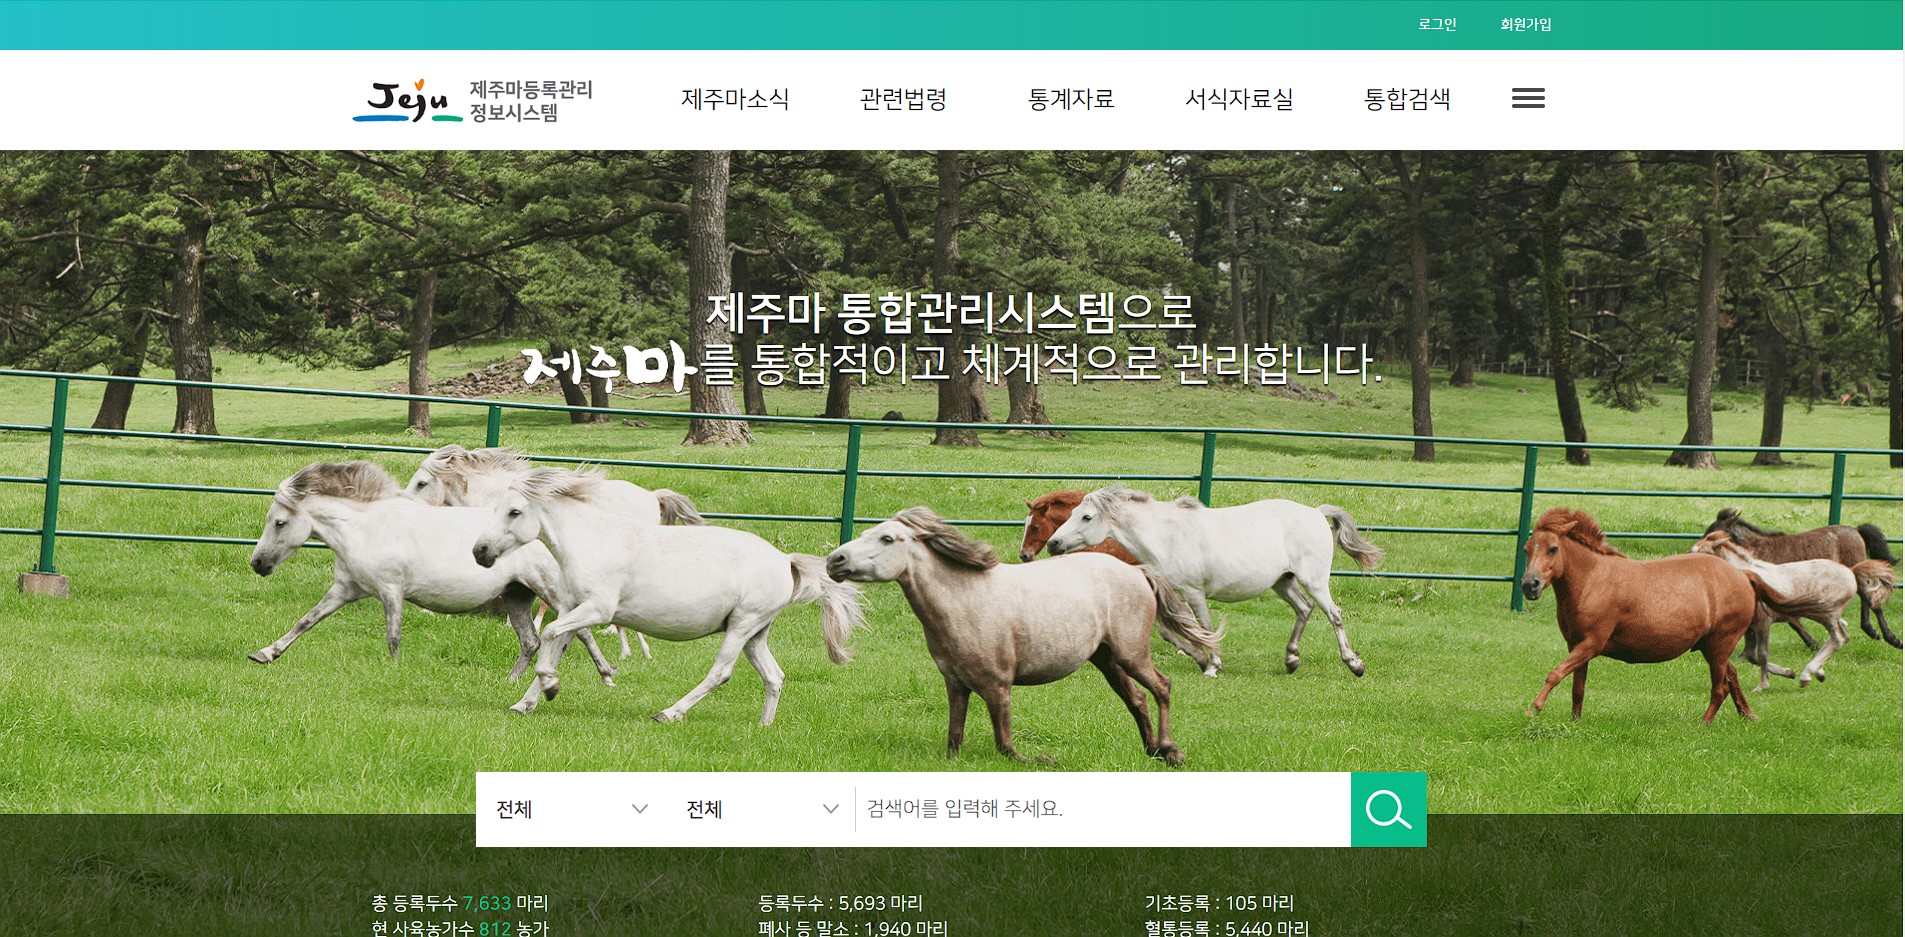 로그인 회원가입
Jeju 제주마등록관리
정보시스템
제주마소식 관련법령 통계자료 서식자료실 통합검색
제주마 통합관리시스템으로
제주마를 통합적이고 체계적으로 관리합니다.
전체 전체 검색어를 입력해 주세요.
총 등록두수 7,633 마리 등록두수 : 5,693 마리 기초등록 : 105 마리
현 사육농가수 812 농가 폐사 등 말소 : 1,940 마리 혈통등록 : 5,440 마리